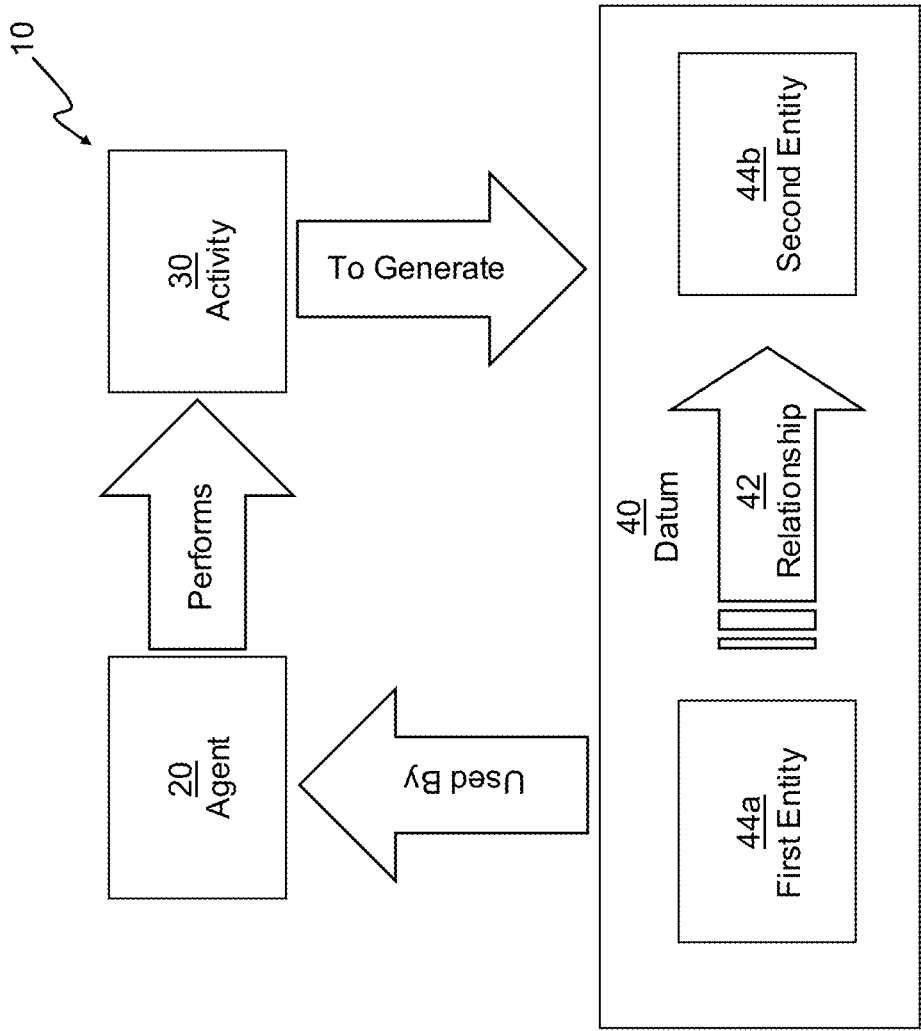 10
20
Agent
Performs
30
Activity
Used By
To Generate
40
Datum
44a
First Entity
42
Relationship
44b
Second Entity